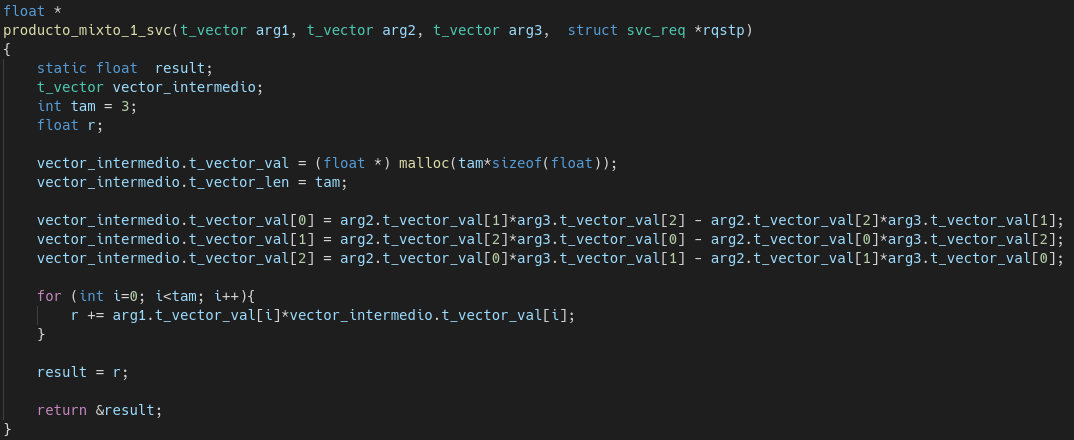 float *
producto_mixto_1_svc(t_vector arg1, t_vector arg2, t_vector arg3,  struct svc_req *rqstp)
{
    static float  result;
    t_vector vector_intermedio;
    int tam = 3;
    float r;

    vector_intermedio.t_vector_val = (float *) malloc(tam*sizeof(float));
    vector_intermedio.t_vector_len = tam;

    vector_intermedio.t_vector_val[0] = arg2.t_vector_val[1]*arg3.t_vector_val[2] - arg2.t_vector_val[2]*arg3.t_vector_val[1];
    vector_intermedio.t_vector_val[1] = arg2.t_vector_val[2]*arg3.t_vector_val[0] - arg2.t_vector_val[0]*arg3.t_vector_val[2];
    vector_intermedio.t_vector_val[2] = arg2.t_vector_val[0]*arg3.t_vector_val[1] - arg2.t_vector_val[1]*arg3.t_vector_val[0];

    for (int i=0; i<tam; i++){
        r += arg1.t_vector_val[i]*vector_intermedio.t_vector_val[i];
    }

    result = r;

    return &result;
}